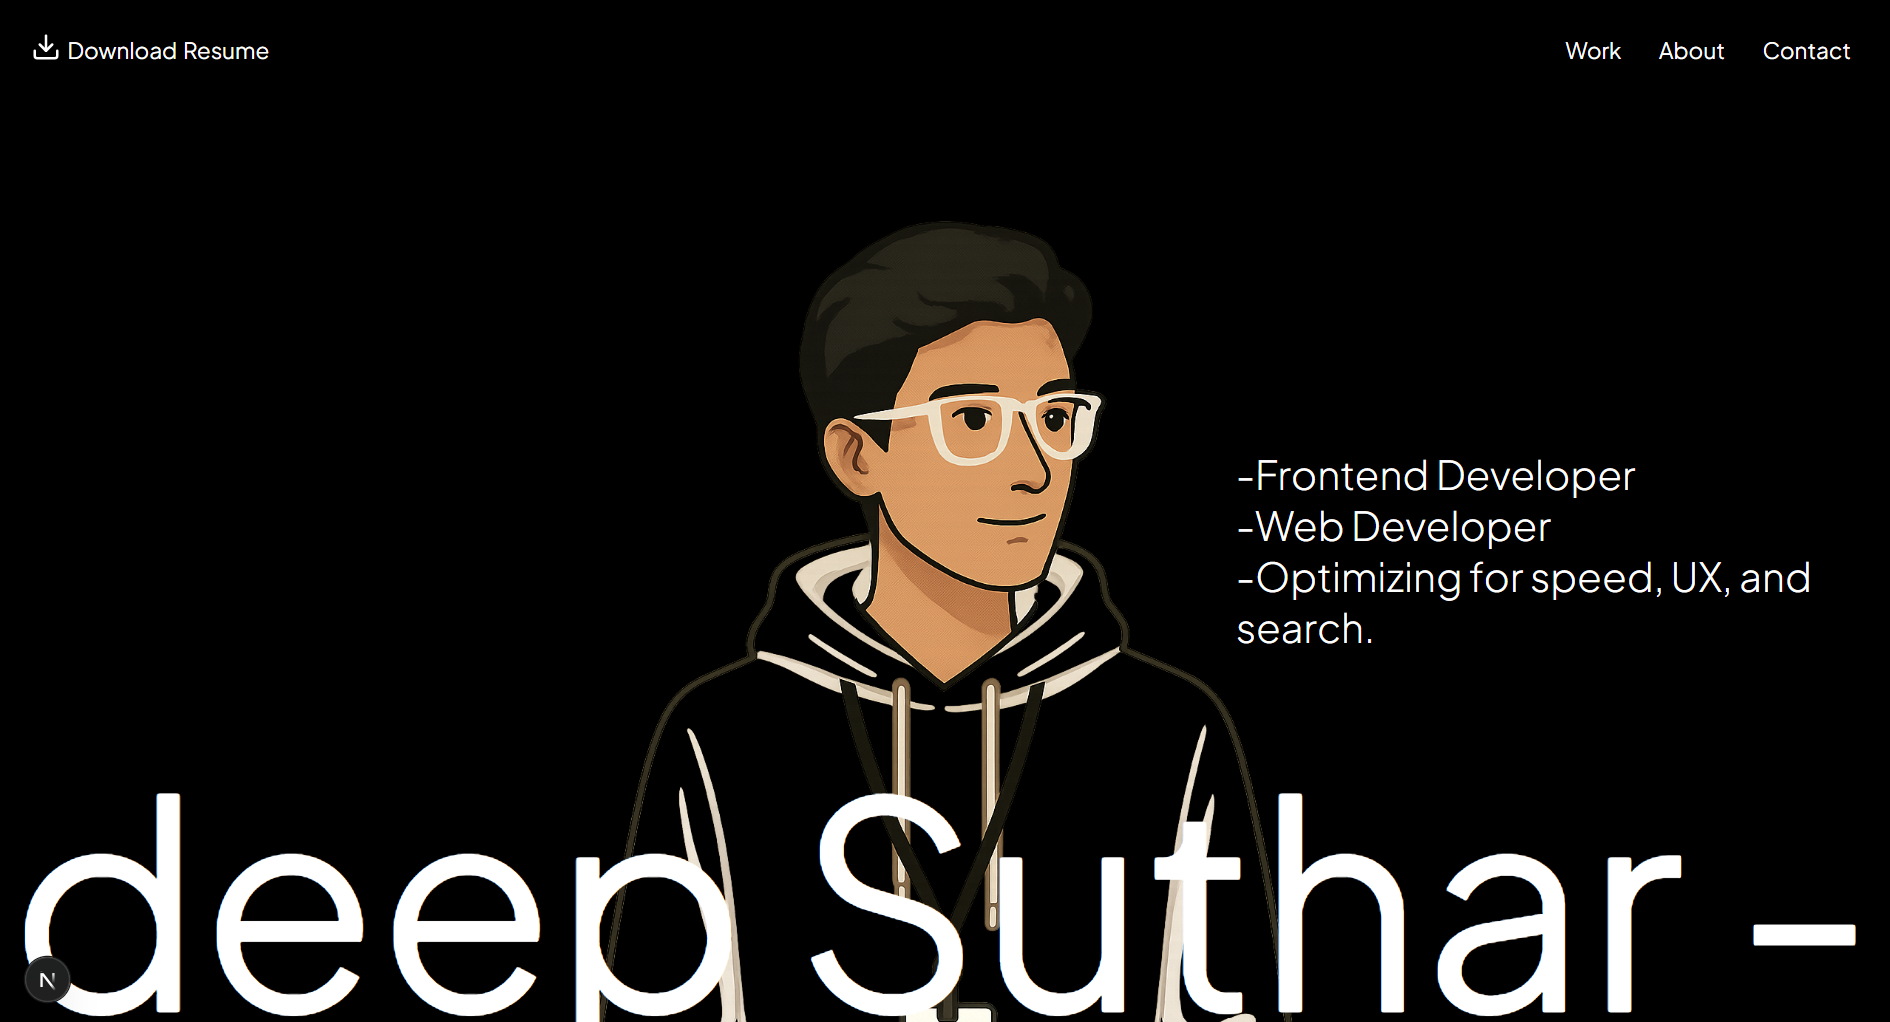 Download Resume
Work
About
Contact
-Frontend Developer
-Web Developer
-Optimizing for speed, UX, and
search.
deep Suthar –
N